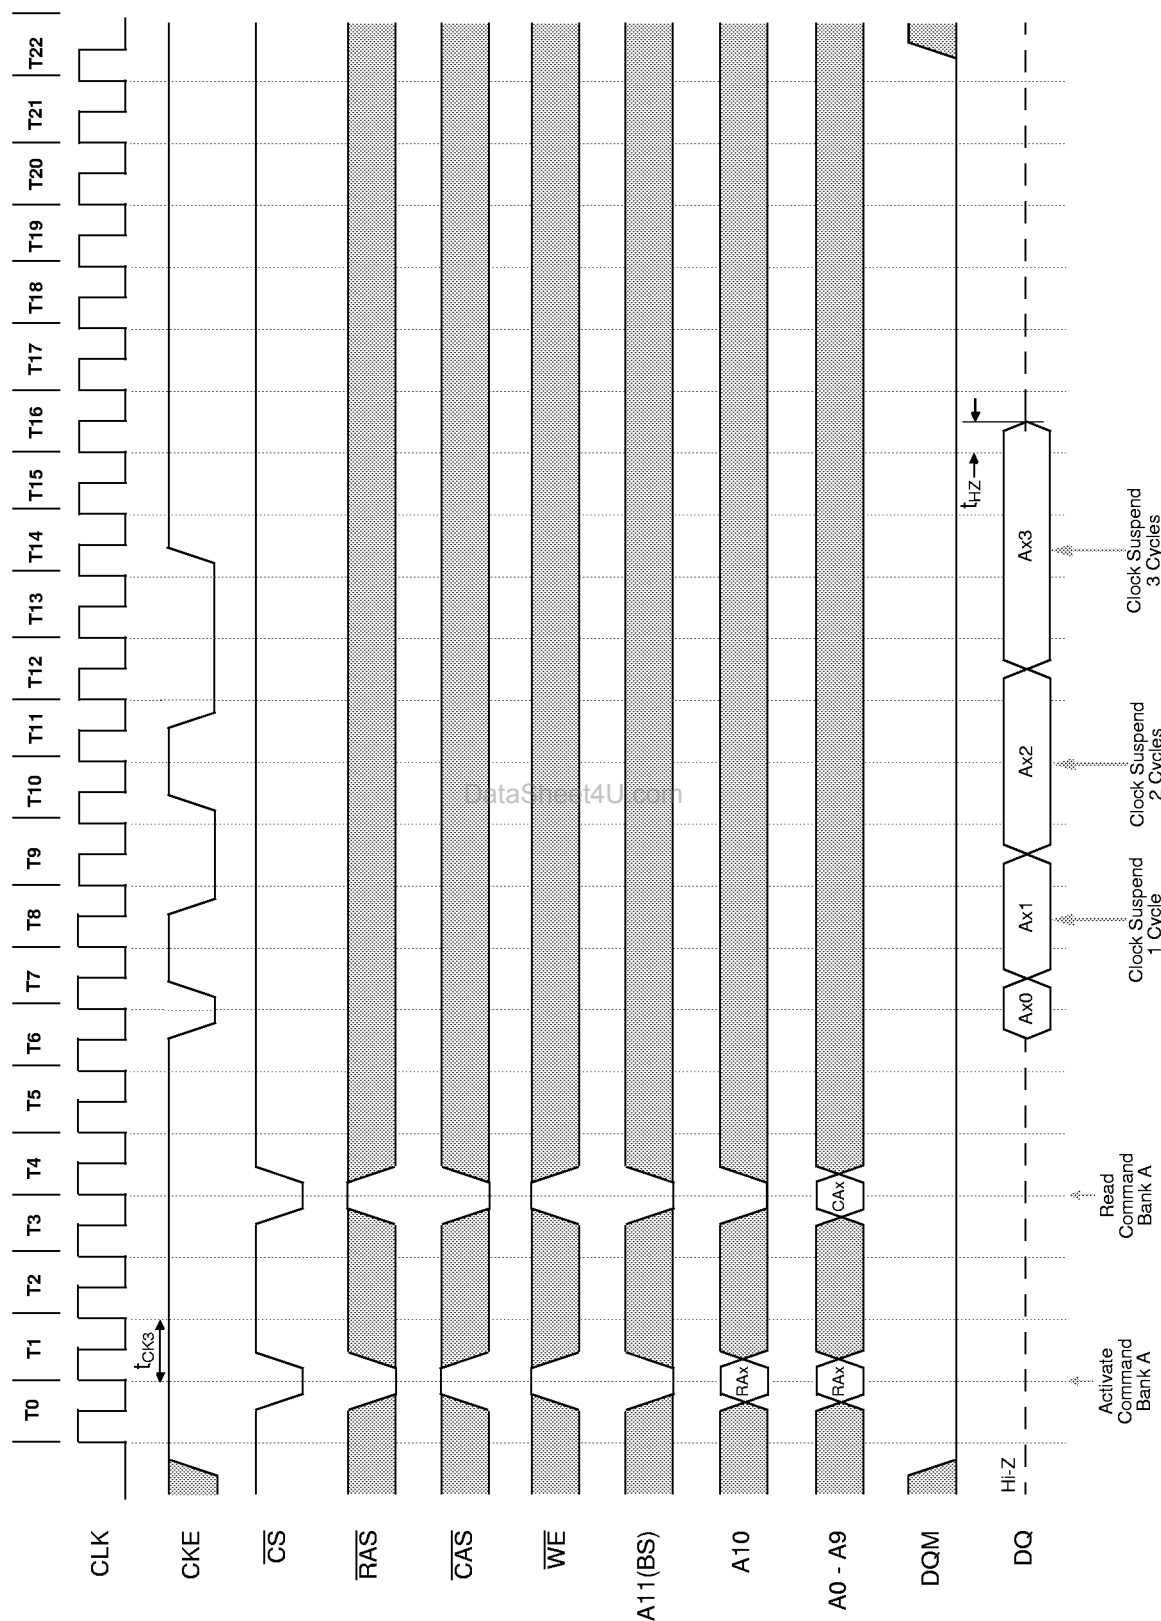 T0 T1 T2 T3 T4 T5 T6 T7 T8 T9 T10 T11 T12 T13 T14 T15 T16 T17 T18 T19 T20 T21 T22
CLK
tCK3
CKE
CS
RAS
CAS
WE
A11(BS)
A10
RAx
A0 - A9
RAx CAx
DQM
tHZ
DQ
Hi-Z
Ax0 Ax1 Ax2 Ax3
Activate
Command
Bank A
Read
Command
Bank A
Clock Suspend
1 Cycle
Clock Suspend
2 Cycles
Clock Suspend
3 Cycles
DataSheet4U.com